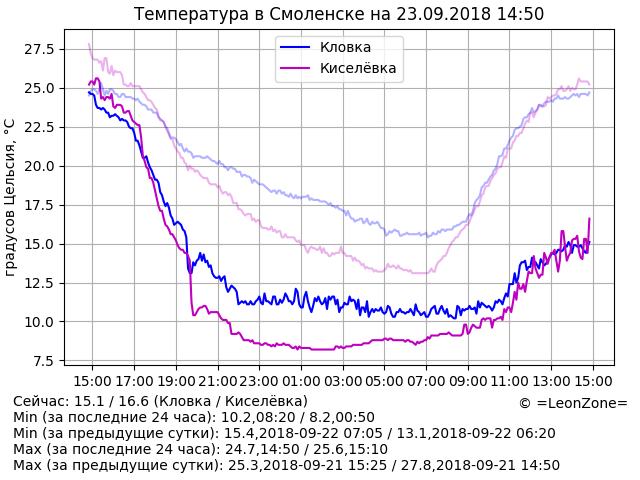 Температура в Смоленске на 23.09.2018 14:50
Кловка
Киселёвка
градусов Цельсия, °C
27.5
25.0
22.5
20.0
17.5
15.0
12.5
10.0
7.5
15:00 17:00 19:00 21:00 23:00 01:00 03:00 05:00 07:00 09:00 11:00 13:00 15:00
Сейчас: 15.1 / 16.6 (Кловка / Киселёвка)
© =LeonZone=
Min (за последние 24 часа): 10.2,08:20 / 8.2,00:50
Min (за предыдущие сутки): 15.4,2018-09-22 07:05 / 13.1,2018-09-22 06:20
Max (за последние 24 часа): 24.7,14:50 / 25.6,15:10
Max (за предыдущие сутки): 25.3,2018-09-21 15:25 / 27.8,2018-09-21 14:50